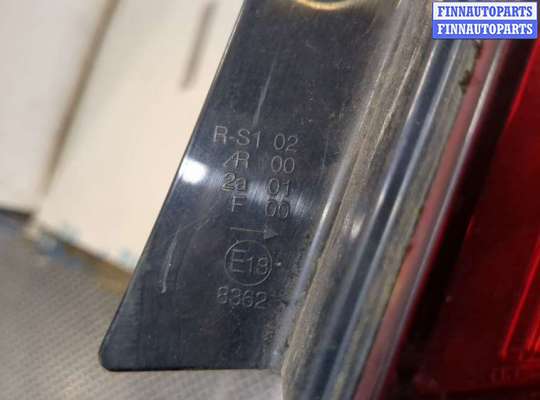 FINNAUTOPARTS
FINNAUTOPARTS
R-S1 02
/R 00
2a 01
F 00
E13
8362